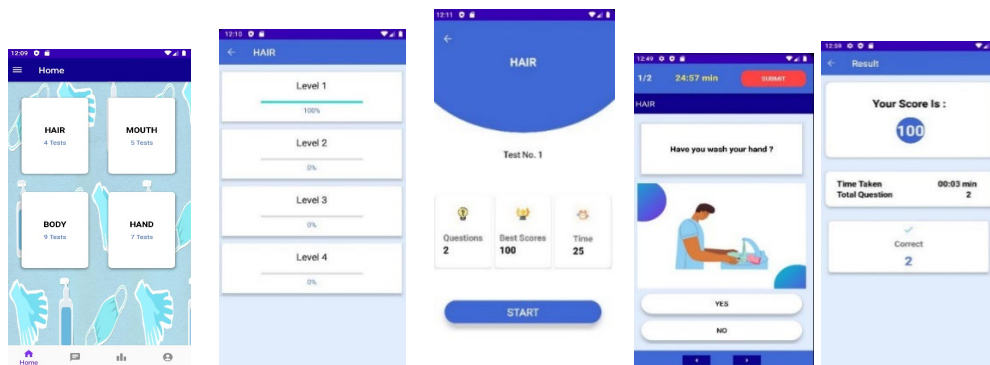 12:09
Home
HAIR
4 Tests
MOUTH
5 Tests
BODY
9 Tests
HAND
7 Tests
Home
12:10
HAIR
Level 1
100%
Level 2
0%
Level 3
0%
Level 4
0%
12:11
HAIR
Test No. 1
Questions
2
Best Scores
100
Time
25
START
12:49
1/2 24:57 min SUBMIT
HAIR
Have you wash your hand ?
YES
NO
12:59
Result
Your Score Is :
100
Time Taken 00:03 min
Total Question 2
Correct
2